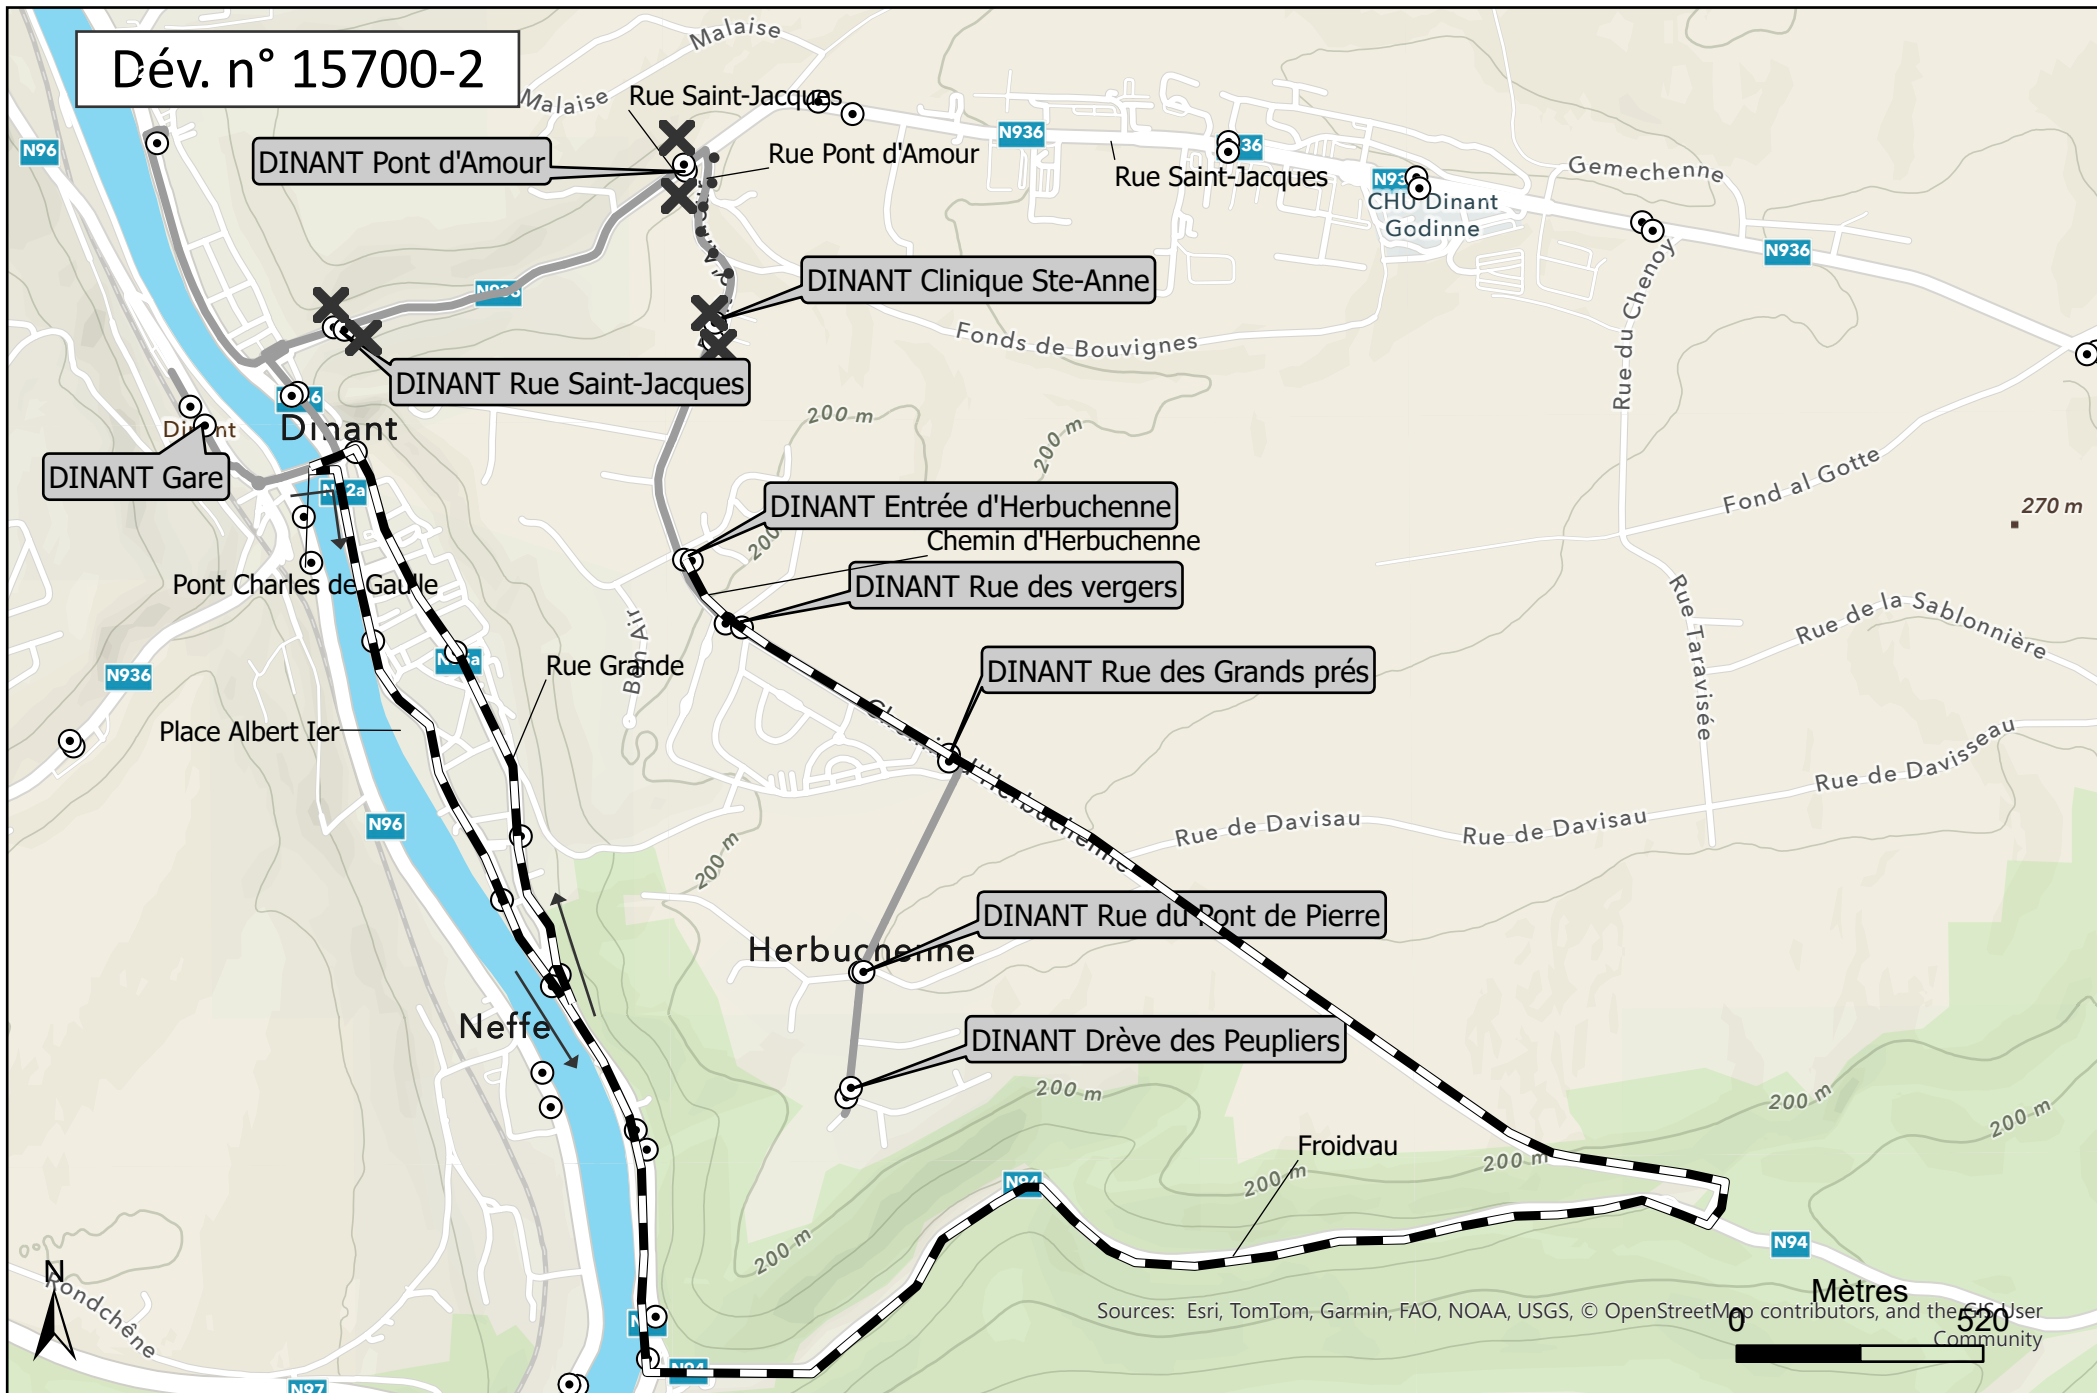 Dév. n° 15700-2
Malaise
Malaise
Rue Saint-Jacques
N96
N936
DINANT Pont d'Amour
Rue Pont d'Amour
Rue Saint-Jacques
Gemechenne
CHU Dinant
Godinne
N936
DINANT Clinique Ste-Anne
Rue du Chenoy
Fonds de Bouvignes
DINANT Rue Saint-Jacques
200 m
200 m
Dinant
DINANT Gare
Fond al Gotte
270 m
DINANT Entrée d'Herbuchenne
Chemin d'Herbuchenne
Pont Charles de Gaulle
DINANT Rue des vergers
Rue Taravisée
Rue de la Sablonnière
Bon Air
Rue Grande
DINANT Rue des Grands prés
N936
Place Albert Ier
Chemin d'Herbuchenne
Rue de Davisseau
N96
Rue de Davisau
Rue de Davisau
200 m
DINANT Rue du Pont de Pierre
Herbuchenne
Neffe
DINANT Drève des Peupliers
200 m
200 m
200 m
Froidvau
200 m
200 m
200 m
N94
N94
N
Rondchêne
Mètres
0 520
Sources: Esri, TomTom, Garmin, FAO, NOAA, USGS, © OpenStreetMap contributors, and the GIS User
Community
N94
N97